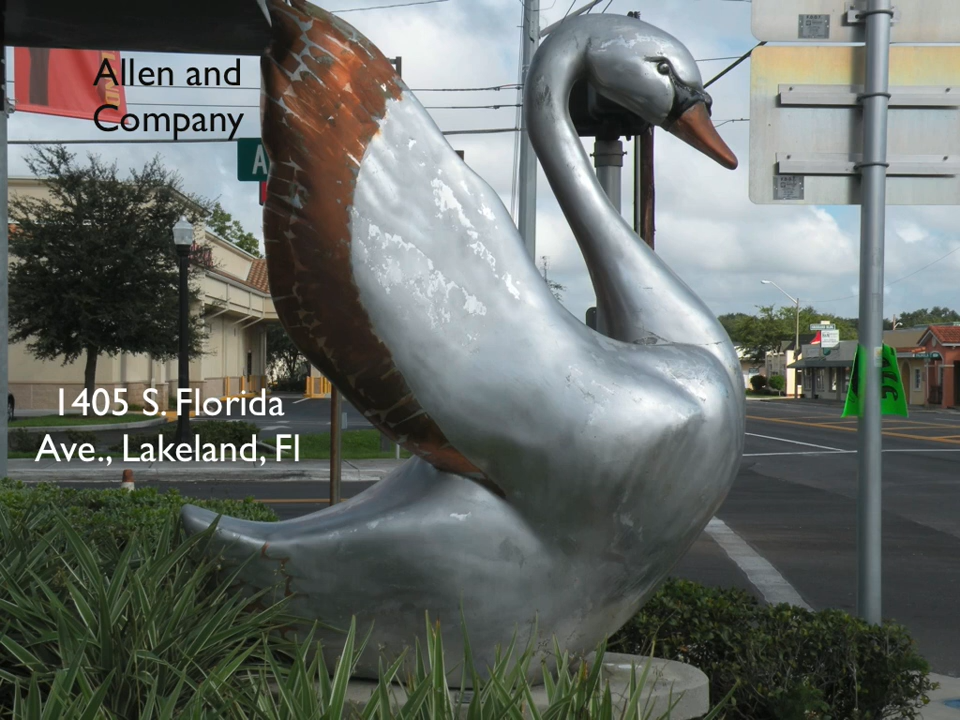 Allen and
Company
A
1405 S. Florida
Ave., Lakeland, Fl